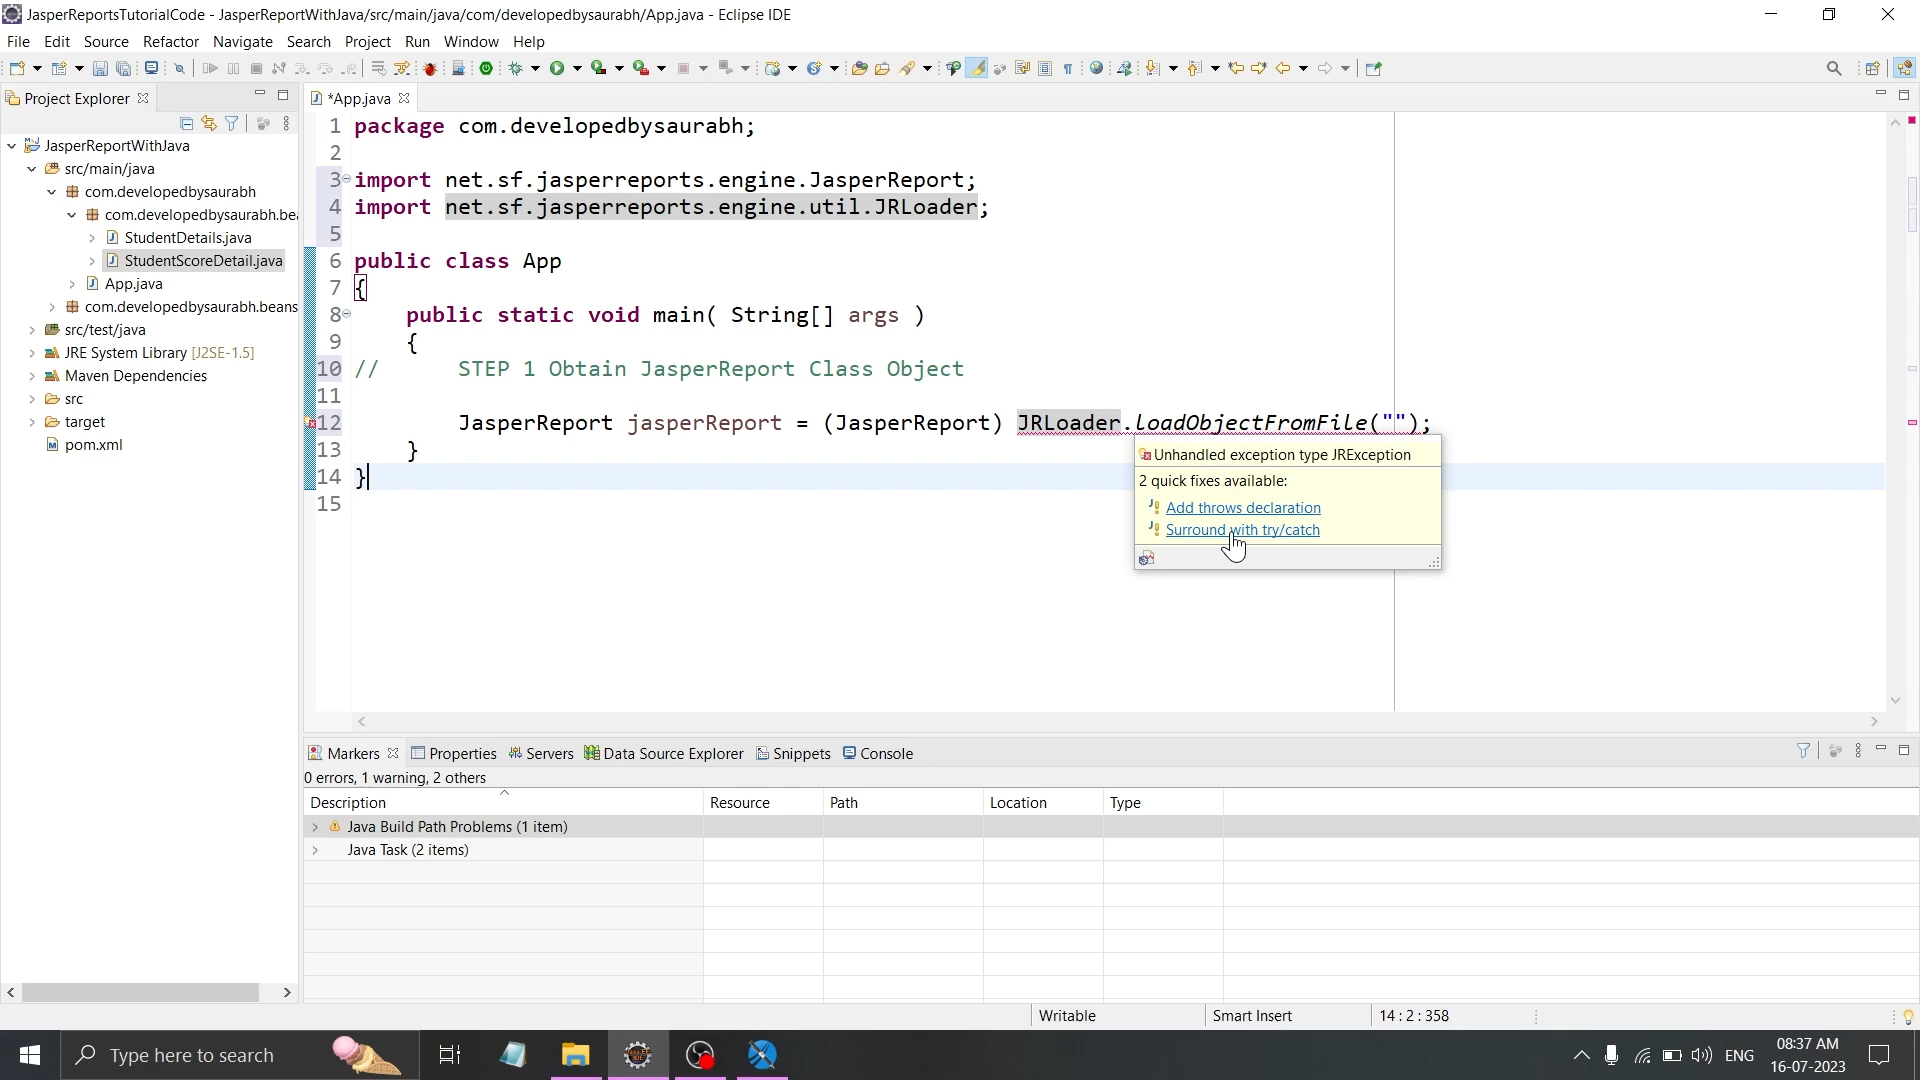 JasperReportsTutorialCode - JasperReportWithJava/src/main/java/com/developedbysaurabh/App.java - Eclipse IDE
File Edit Source Refactor Navigate Search Project Run Window Help
Project Explorer
*App.java
JasperReportWithJava
src/main/java
com.developedbysaurabh
com.developedbysaurabh.bea
StudentDetails.java
StudentScoreDetail.java
App.java
com.developedbysaurabh.beans
src/test/java
JRE System Library [J2SE-1.5]
Maven Dependencies
src
target
pom.xml
1 package com.developedbysaurabh;
2
3 import net.sf.jasperreports.engine.JasperReport;
4 import net.sf.jasperreports.engine.util.JRLoader;
5
6 public class App
7 {
8 public static void main( String[] args )
9 {
10 // STEP 1 Obtain JasperReport Class Object
11
12 JasperReport jasperReport = (JasperReport) JRLoader.loadObjectFromFile("");
13 }
14 }
15
Unhandled exception type JRException
2 quick fixes available:
Add throws declaration
Surround with try/catch
Markers Properties Servers Data Source Explorer Snippets Console
0 errors, 1 warning, 2 others
Description Resource Path Location Type
Java Build Path Problems (1 item)
Java Task (2 items)
Writable Smart Insert 14 : 2 : 358
Type here to search
ENG
08:37 AM
16-07-2023